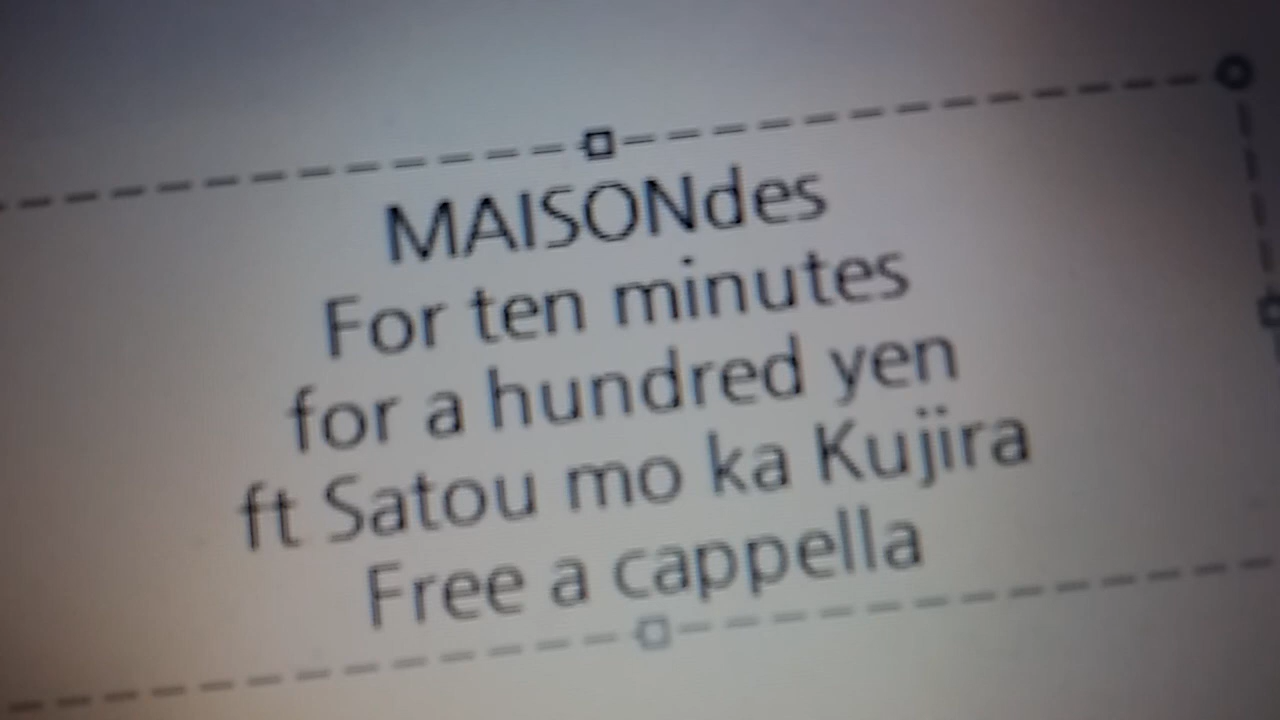 MAISONdes
For ten minutes
for a hundred yen
ft Satou mo ka Kujira
Free a cappella